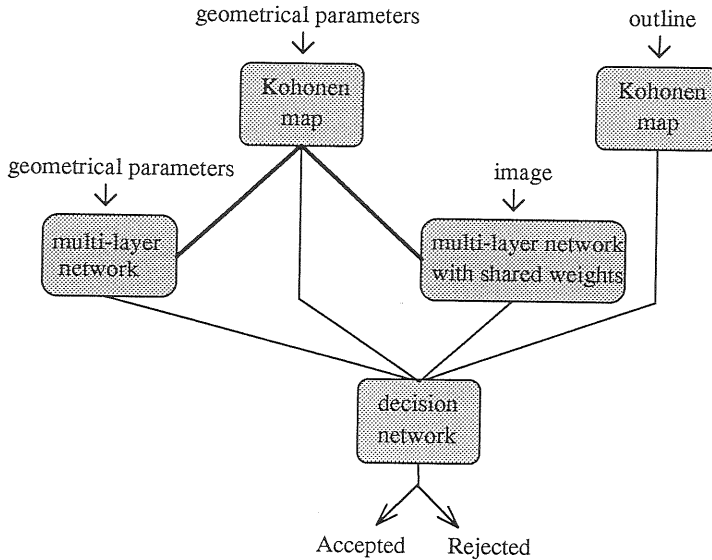 geometrical parameters
outline
Kohonen
map
Kohonen
map
geometrical parameters
image
multi-layer
network
multi-layer network
with shared weights
decision
network
Accepted
Rejected